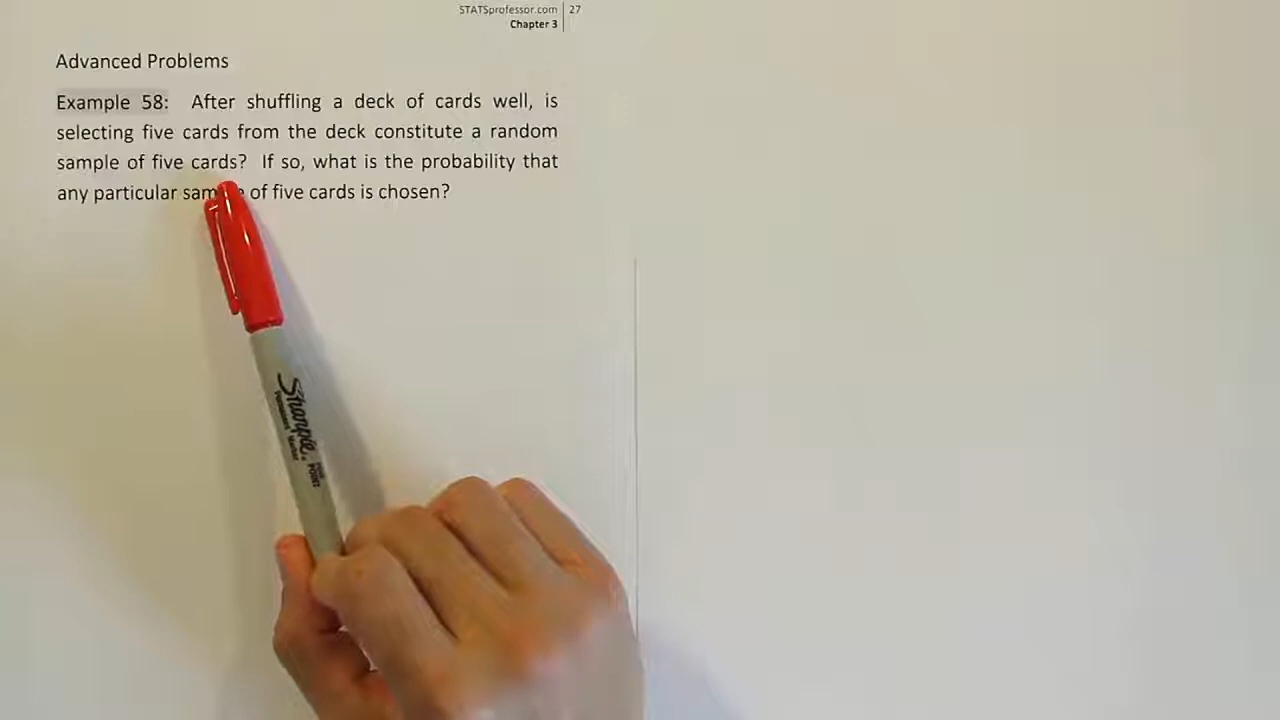 STATSprofessor.com 27
Chapter 3
Advanced Problems
Example 58: After shuffling a deck of cards well, is
selecting five cards from the deck constitute a random
sample of five cards? If so, what is the probability that
any particular of five cards is chosen?
Sharpie